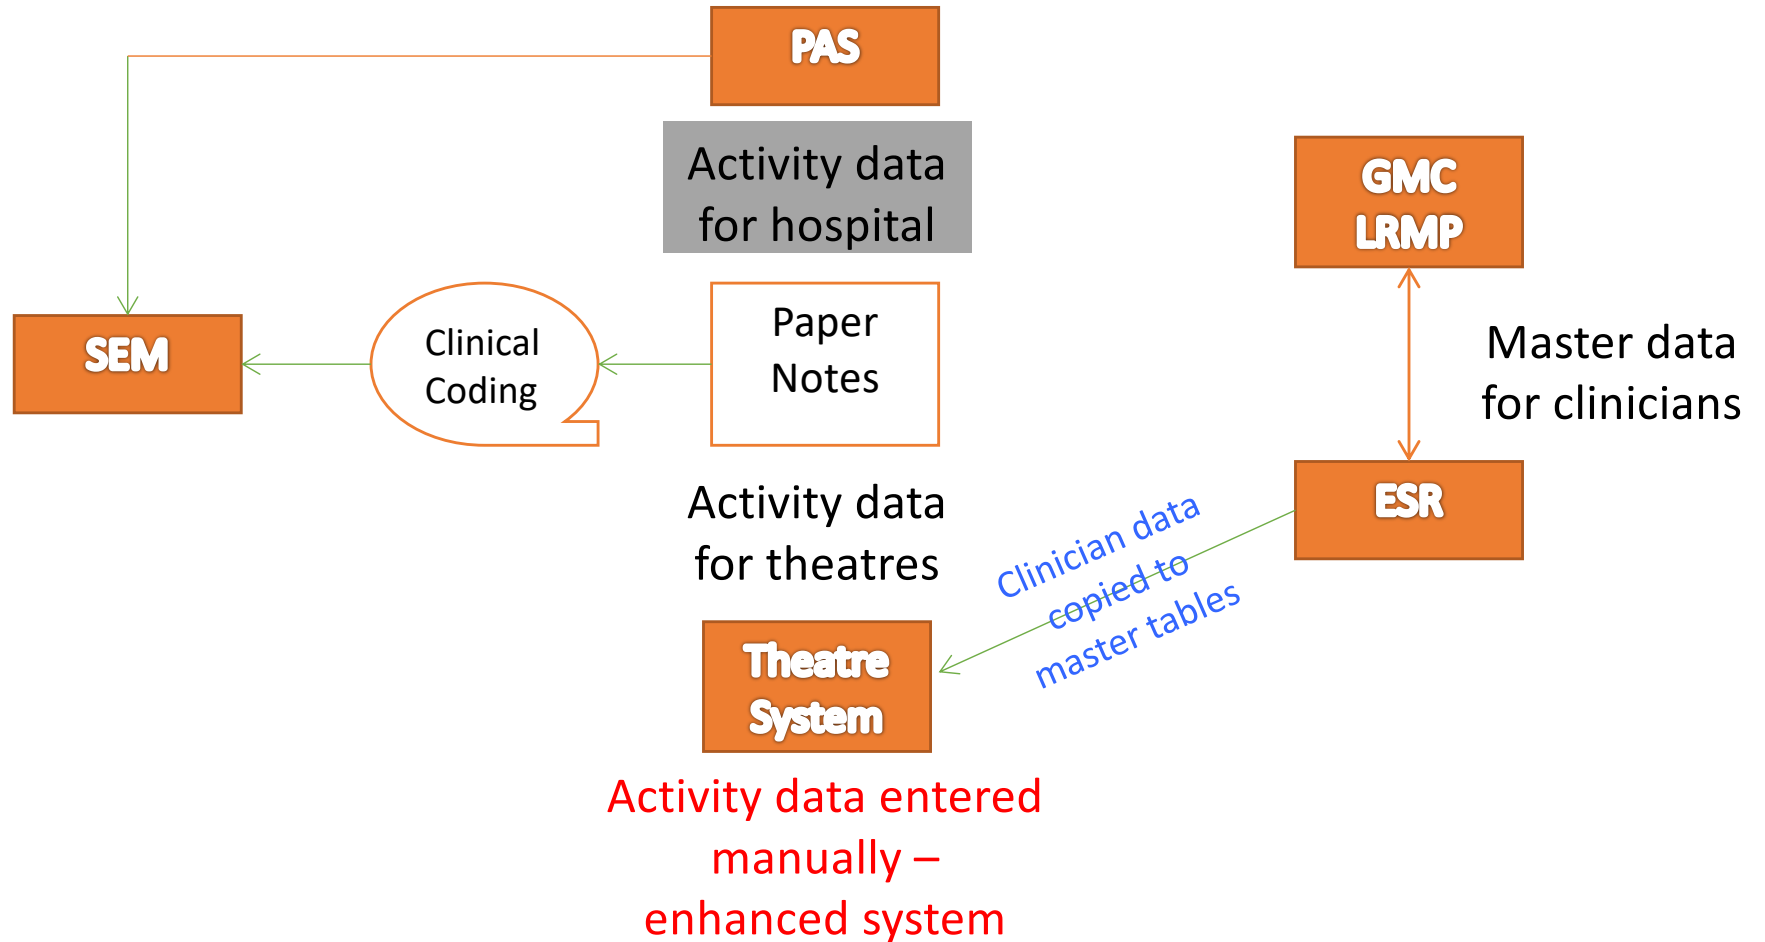 PAS
Activity data
for hospital
GMC
LRMP
SEM
Clinical
Coding
Paper
Notes
Master data
for clinicians
Activity data
for theatres
ESR
Clinician data
copied to
master tables
Theatre
System
Activity data entered
manually –
enhanced system